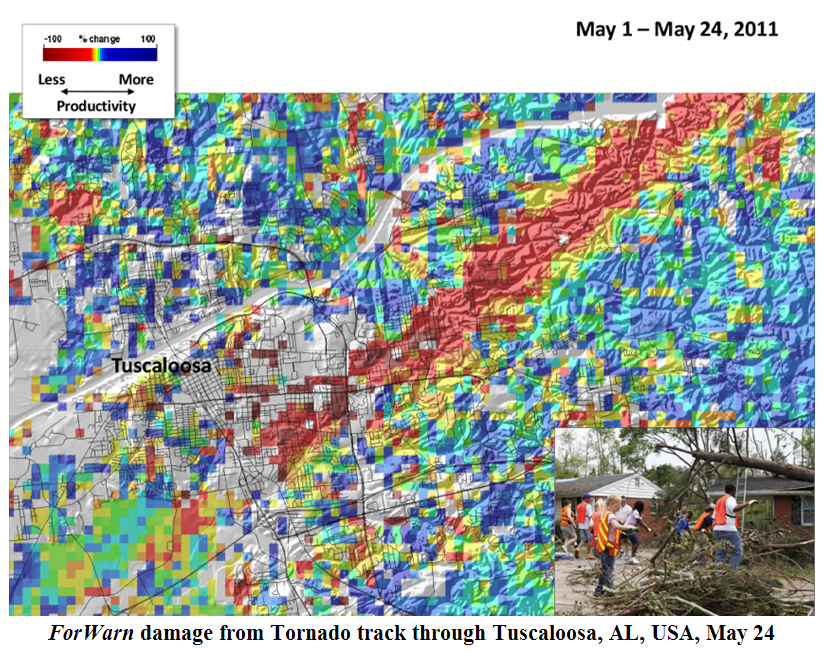 May 1 – May 24, 2011
-100 % change 100
Less More
Productivity
Tuscaloosa
ForWarn damage from Tornado track through Tuscaloosa, AL, USA, May 24